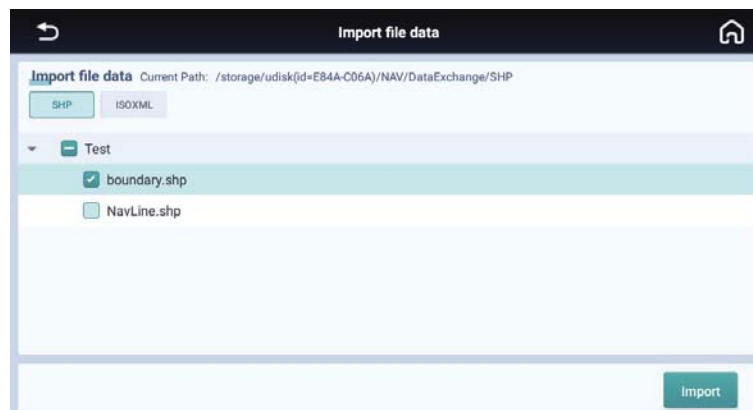 Import file data
Import file data Current Path: /storage/udisk(id=E84A-C06A)/NAV/DataExchange/SHP
SHP ISOXML
Test
boundary.shp
NavLine.shp
Import